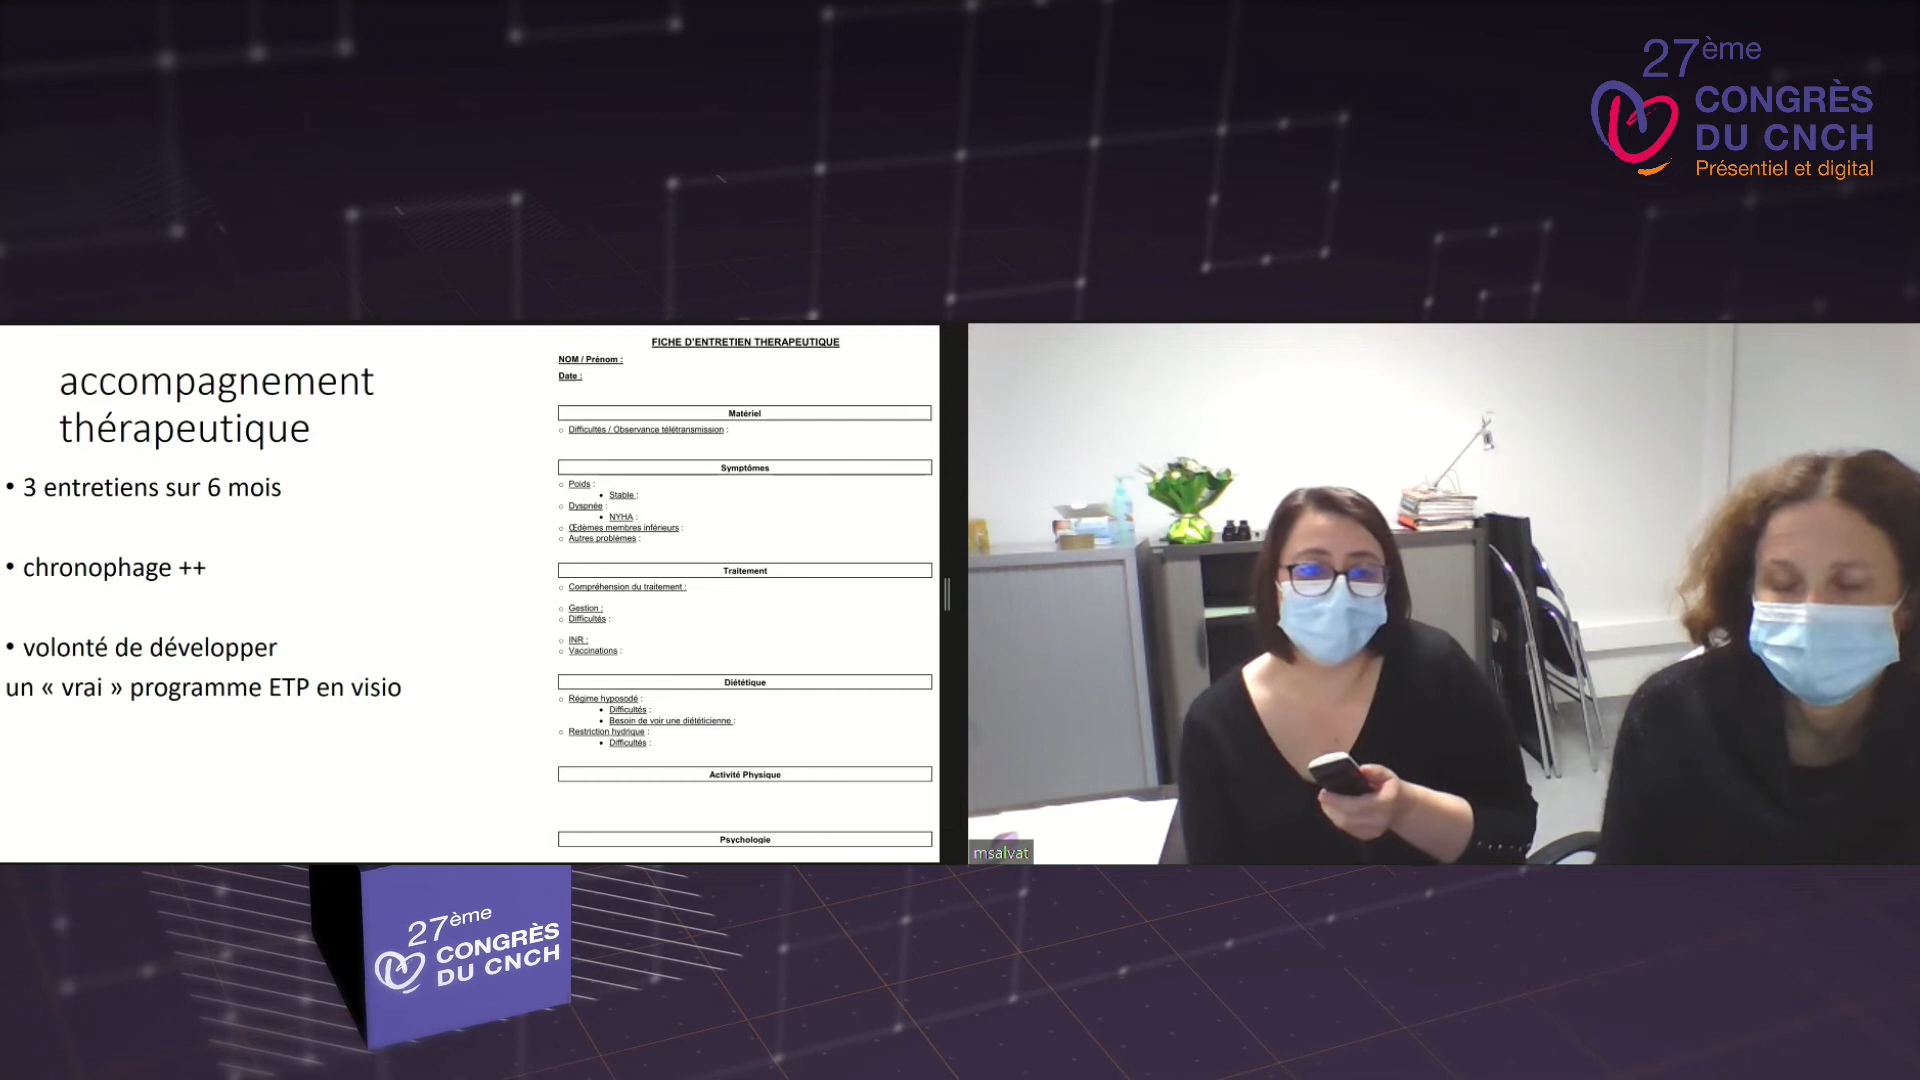 27ème
CONGRÈS
DU CNCH
Présentiel et digital
accompagnement
thérapeutique
• 3 entretiens sur 6 mois
• chronophage ++
• volonté de développer
un « vrai » programme ETP en visio
FICHE D'ENTRETIEN THERAPEUTIQUE
NOM / Prénom :
Date :
Matériel
○ Difficultés / Observance télétransmission :
Symptômes
○ Poids :
• Stable :
○ Dyspnée :
• NYHA :
○ Œdèmes membres inférieurs :
○ Autres problèmes :
Traitement
○ Compréhension du traitement :
○ Gestion :
○ Difficultés :
○ INR :
○ Vaccinations :
Diététique
○ Régime hyposodé :
• Difficultés :
• Besoin de voir une diététicienne :
○ Restriction hydrique :
• Difficultés :
Activité Physique
Psychologie
msalvat
27ème
CONGRÈS
DU CNCH